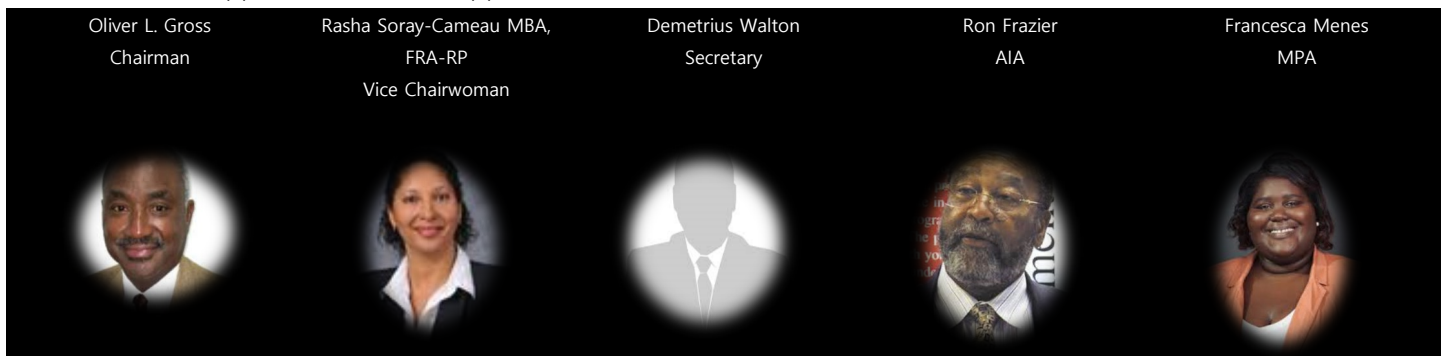 Oliver L. Gross
Chairman
Rasha Soray-Cameau MBA,
FRA-RP
Vice Chairwoman
Demetrius Walton
Secretary
Ron Frazier
AIA
Francesca Menes
MPA